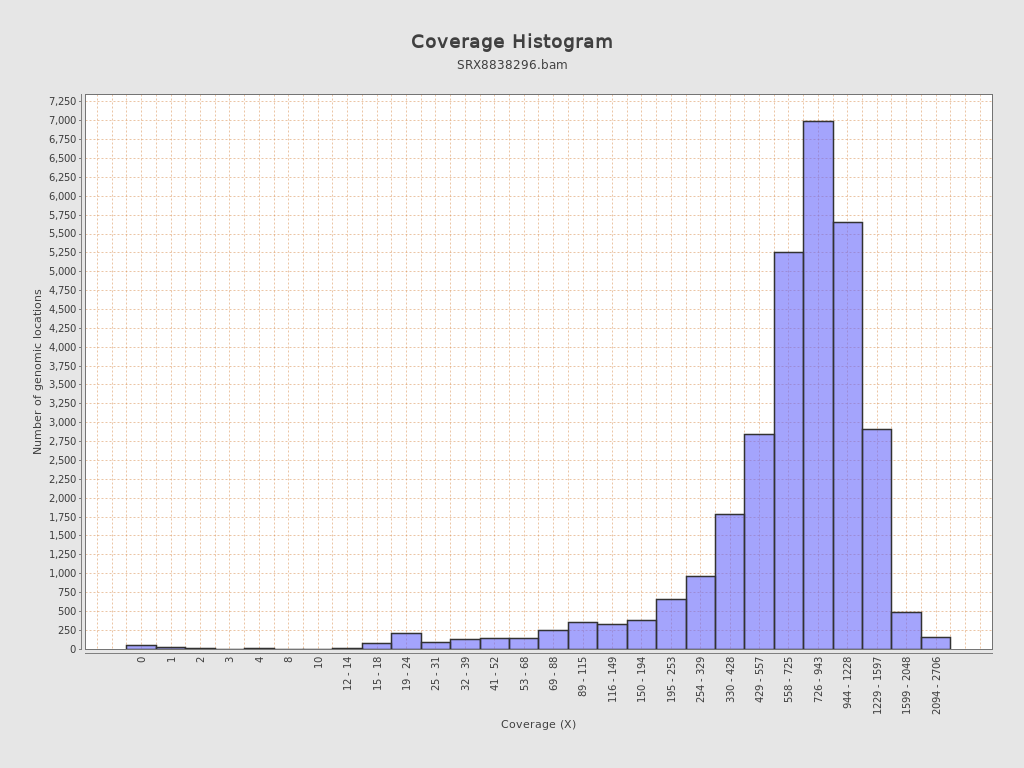 Coverage Histogram
SRX8838296.bam
7,250
7,000
6,750
6,500
6,250
6,000
5,750
5,500
5,250
5,000
4,750
4,500
4,250
4,000
3,750
3,500
3,250
3,000
2,750
2,500
2,250
2,000
1,750
1,500
1,250
1,000
750
500
250
0
Number of genomic locations
0
1
2
3
4
8
10
12 - 14
15 - 18
19 - 24
25 - 31
32 - 39
41 - 52
53 - 68
69 - 88
89 - 115
116 - 149
150 - 194
195 - 253
254 - 329
330 - 428
429 - 557
558 - 725
726 - 943
944 - 1228
1229 - 1597
1599 - 2048
2094 - 2706
Coverage (X)